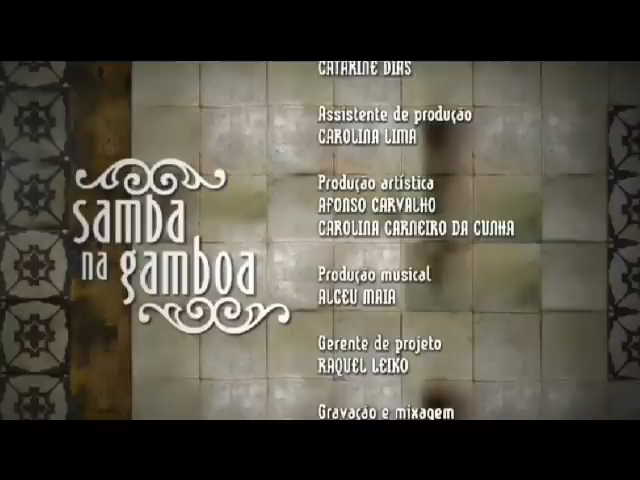 samba
na gamboa
CATARINE DIAS
Assistente de produção
CAROLINA LIMA
Produção artística
AFONSO CARVALHO
CAROLINA CARNEIRO DA CUNHA
Produção musical
ALCEU MAIA
Gerente de projeto
RAQUEL LEIKO
Gravação e mixagem